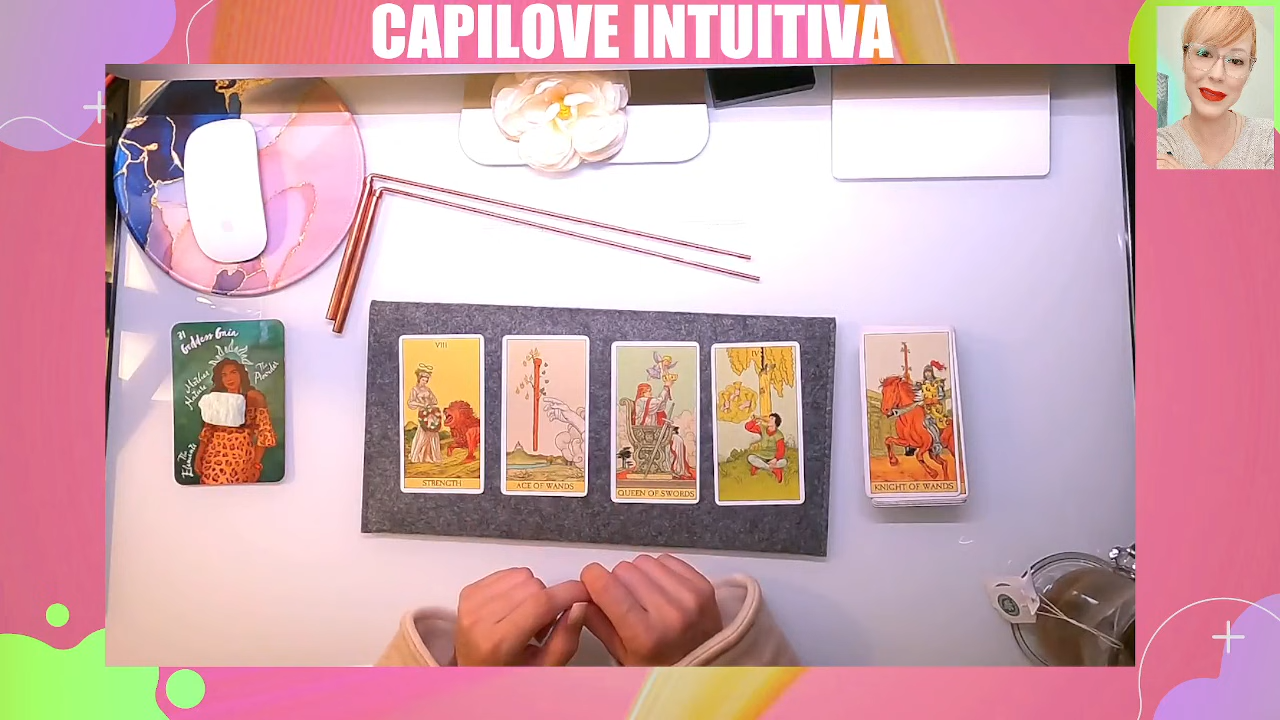 CAPILOVE INTUITIVA
31
Goddess Gaia
Mother
Nature
The
Provider
The
Elements
VIII
STRENGTH
ACE OF WANDS
QUEEN OF SWORDS
KNIGHT OF WANDS